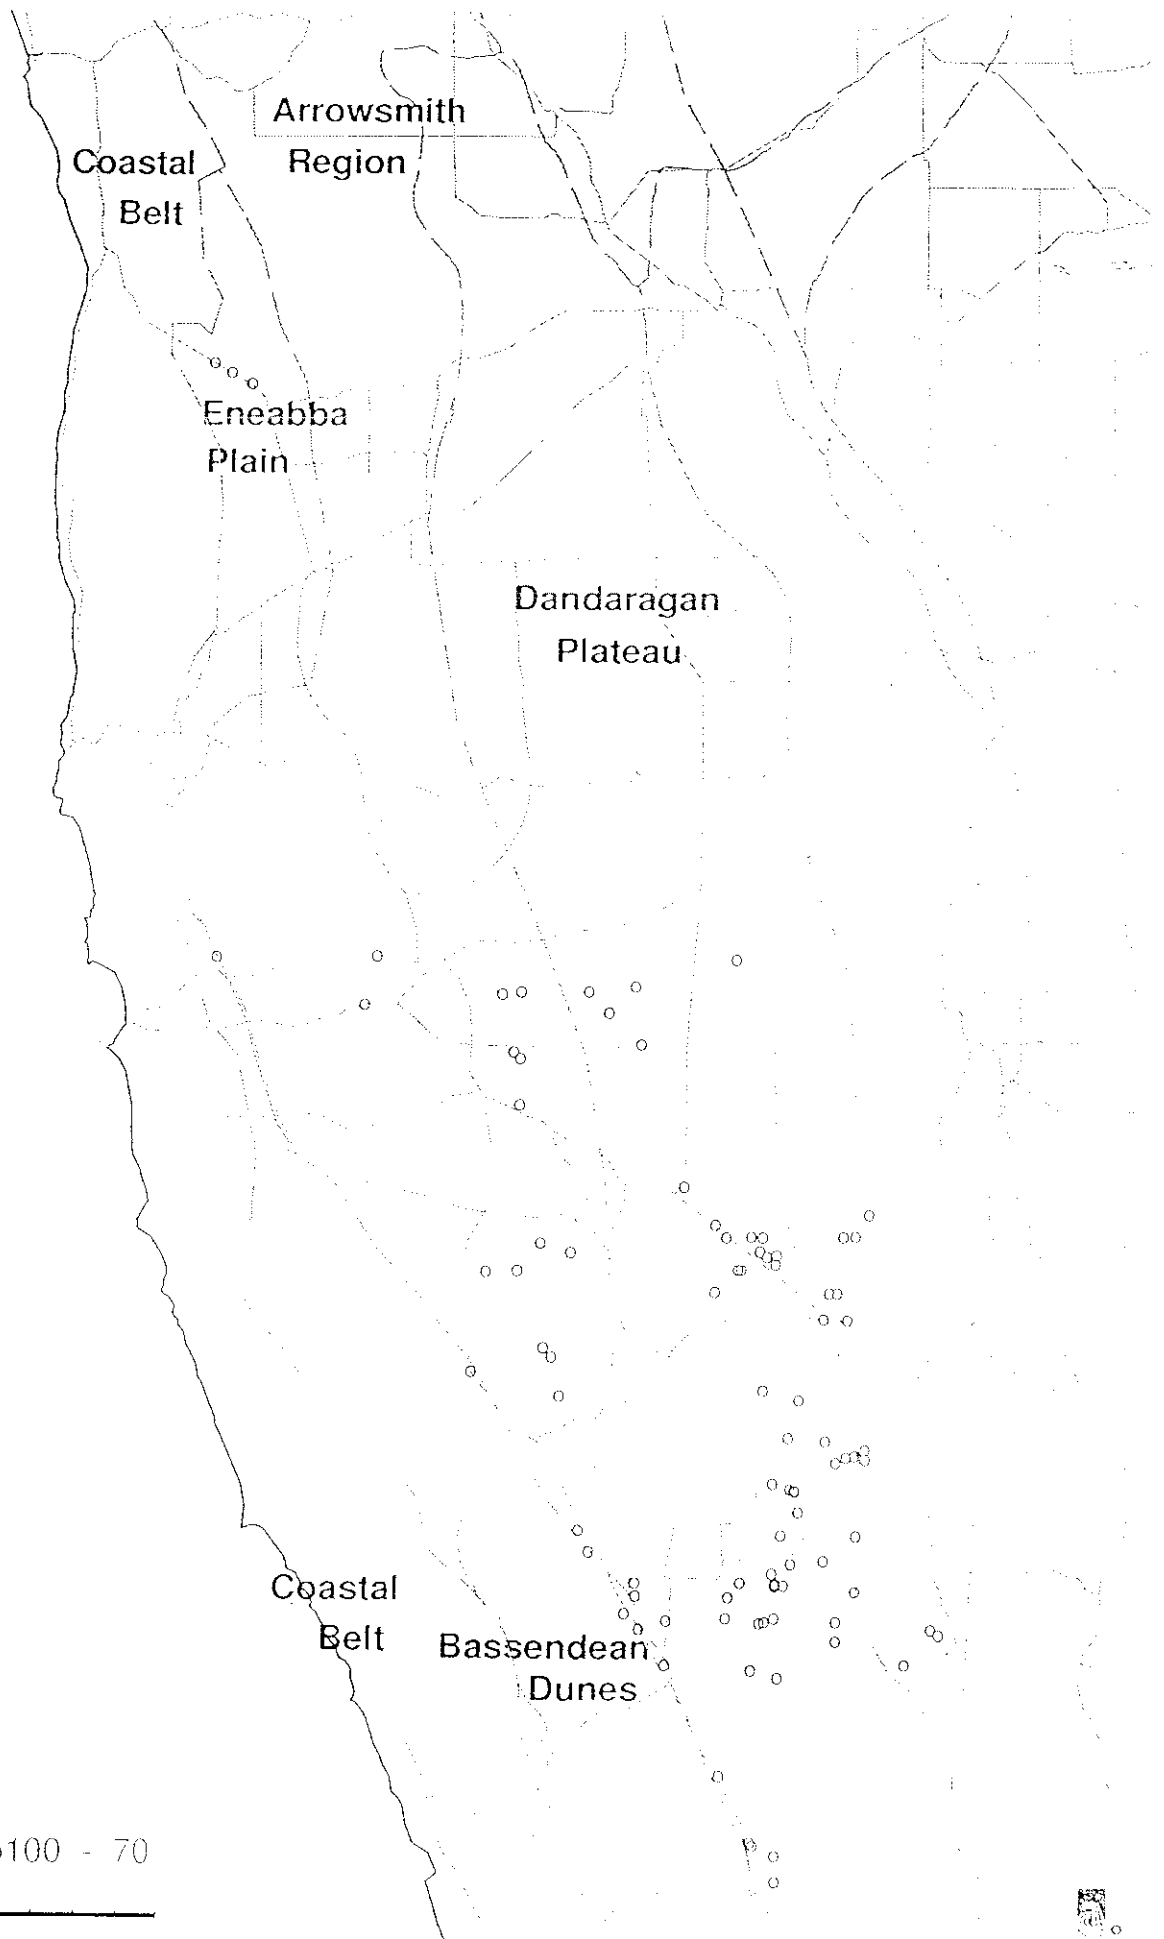 Arrowsmith
Region
Coastal
Belt
Eneabba
Plain
Dandaragan
Plateau
Coastal
Belt
Bassendean
Dunes
100 - 70